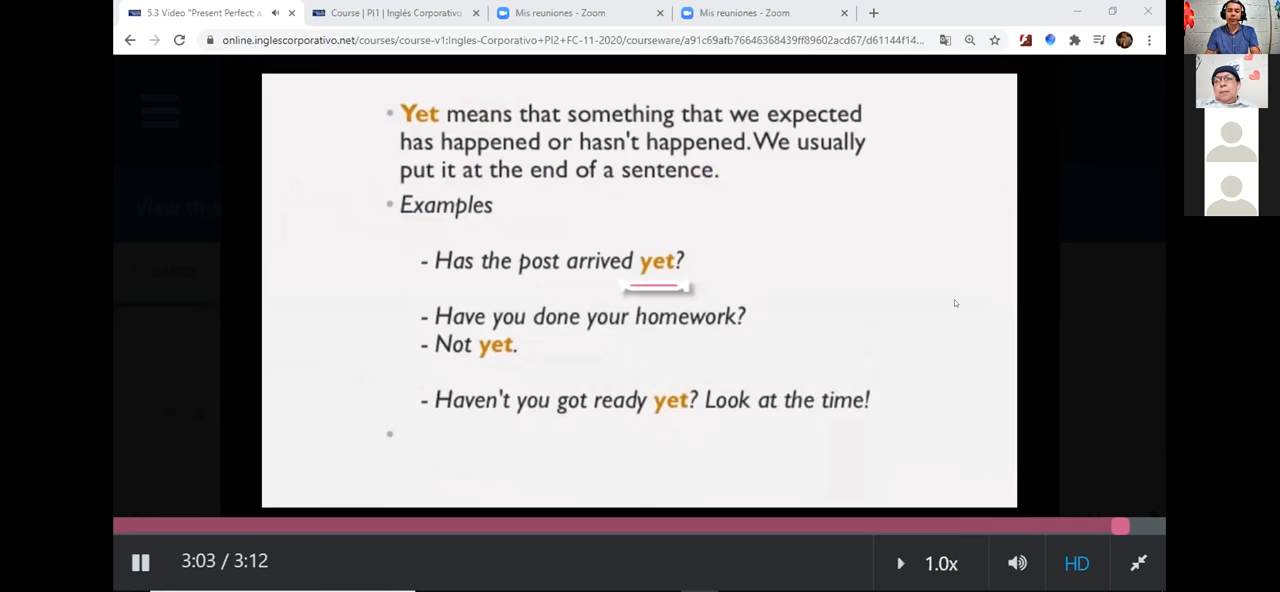 5.3 Video "Present Perfect; a
Course | PI1 | Inglés Corporativo
Mis reuniones - Zoom
Mis reuniones - Zoom
online.inglescorporativo.net/courses/course-v1:Ingles-Corporativo+PI2+FC-11-2020/courseware/a91c69afb76646368439ff89602acd67/d61144f14...
• Yet means that something that we expected
has happened or hasn't happened. We usually
put it at the end of a sentence.
• Examples
- Has the post arrived yet?
- Have you done your homework?
- Not yet.
- Haven't you got ready yet? Look at the time!
•
3:03 / 3:12
1.0x
HD